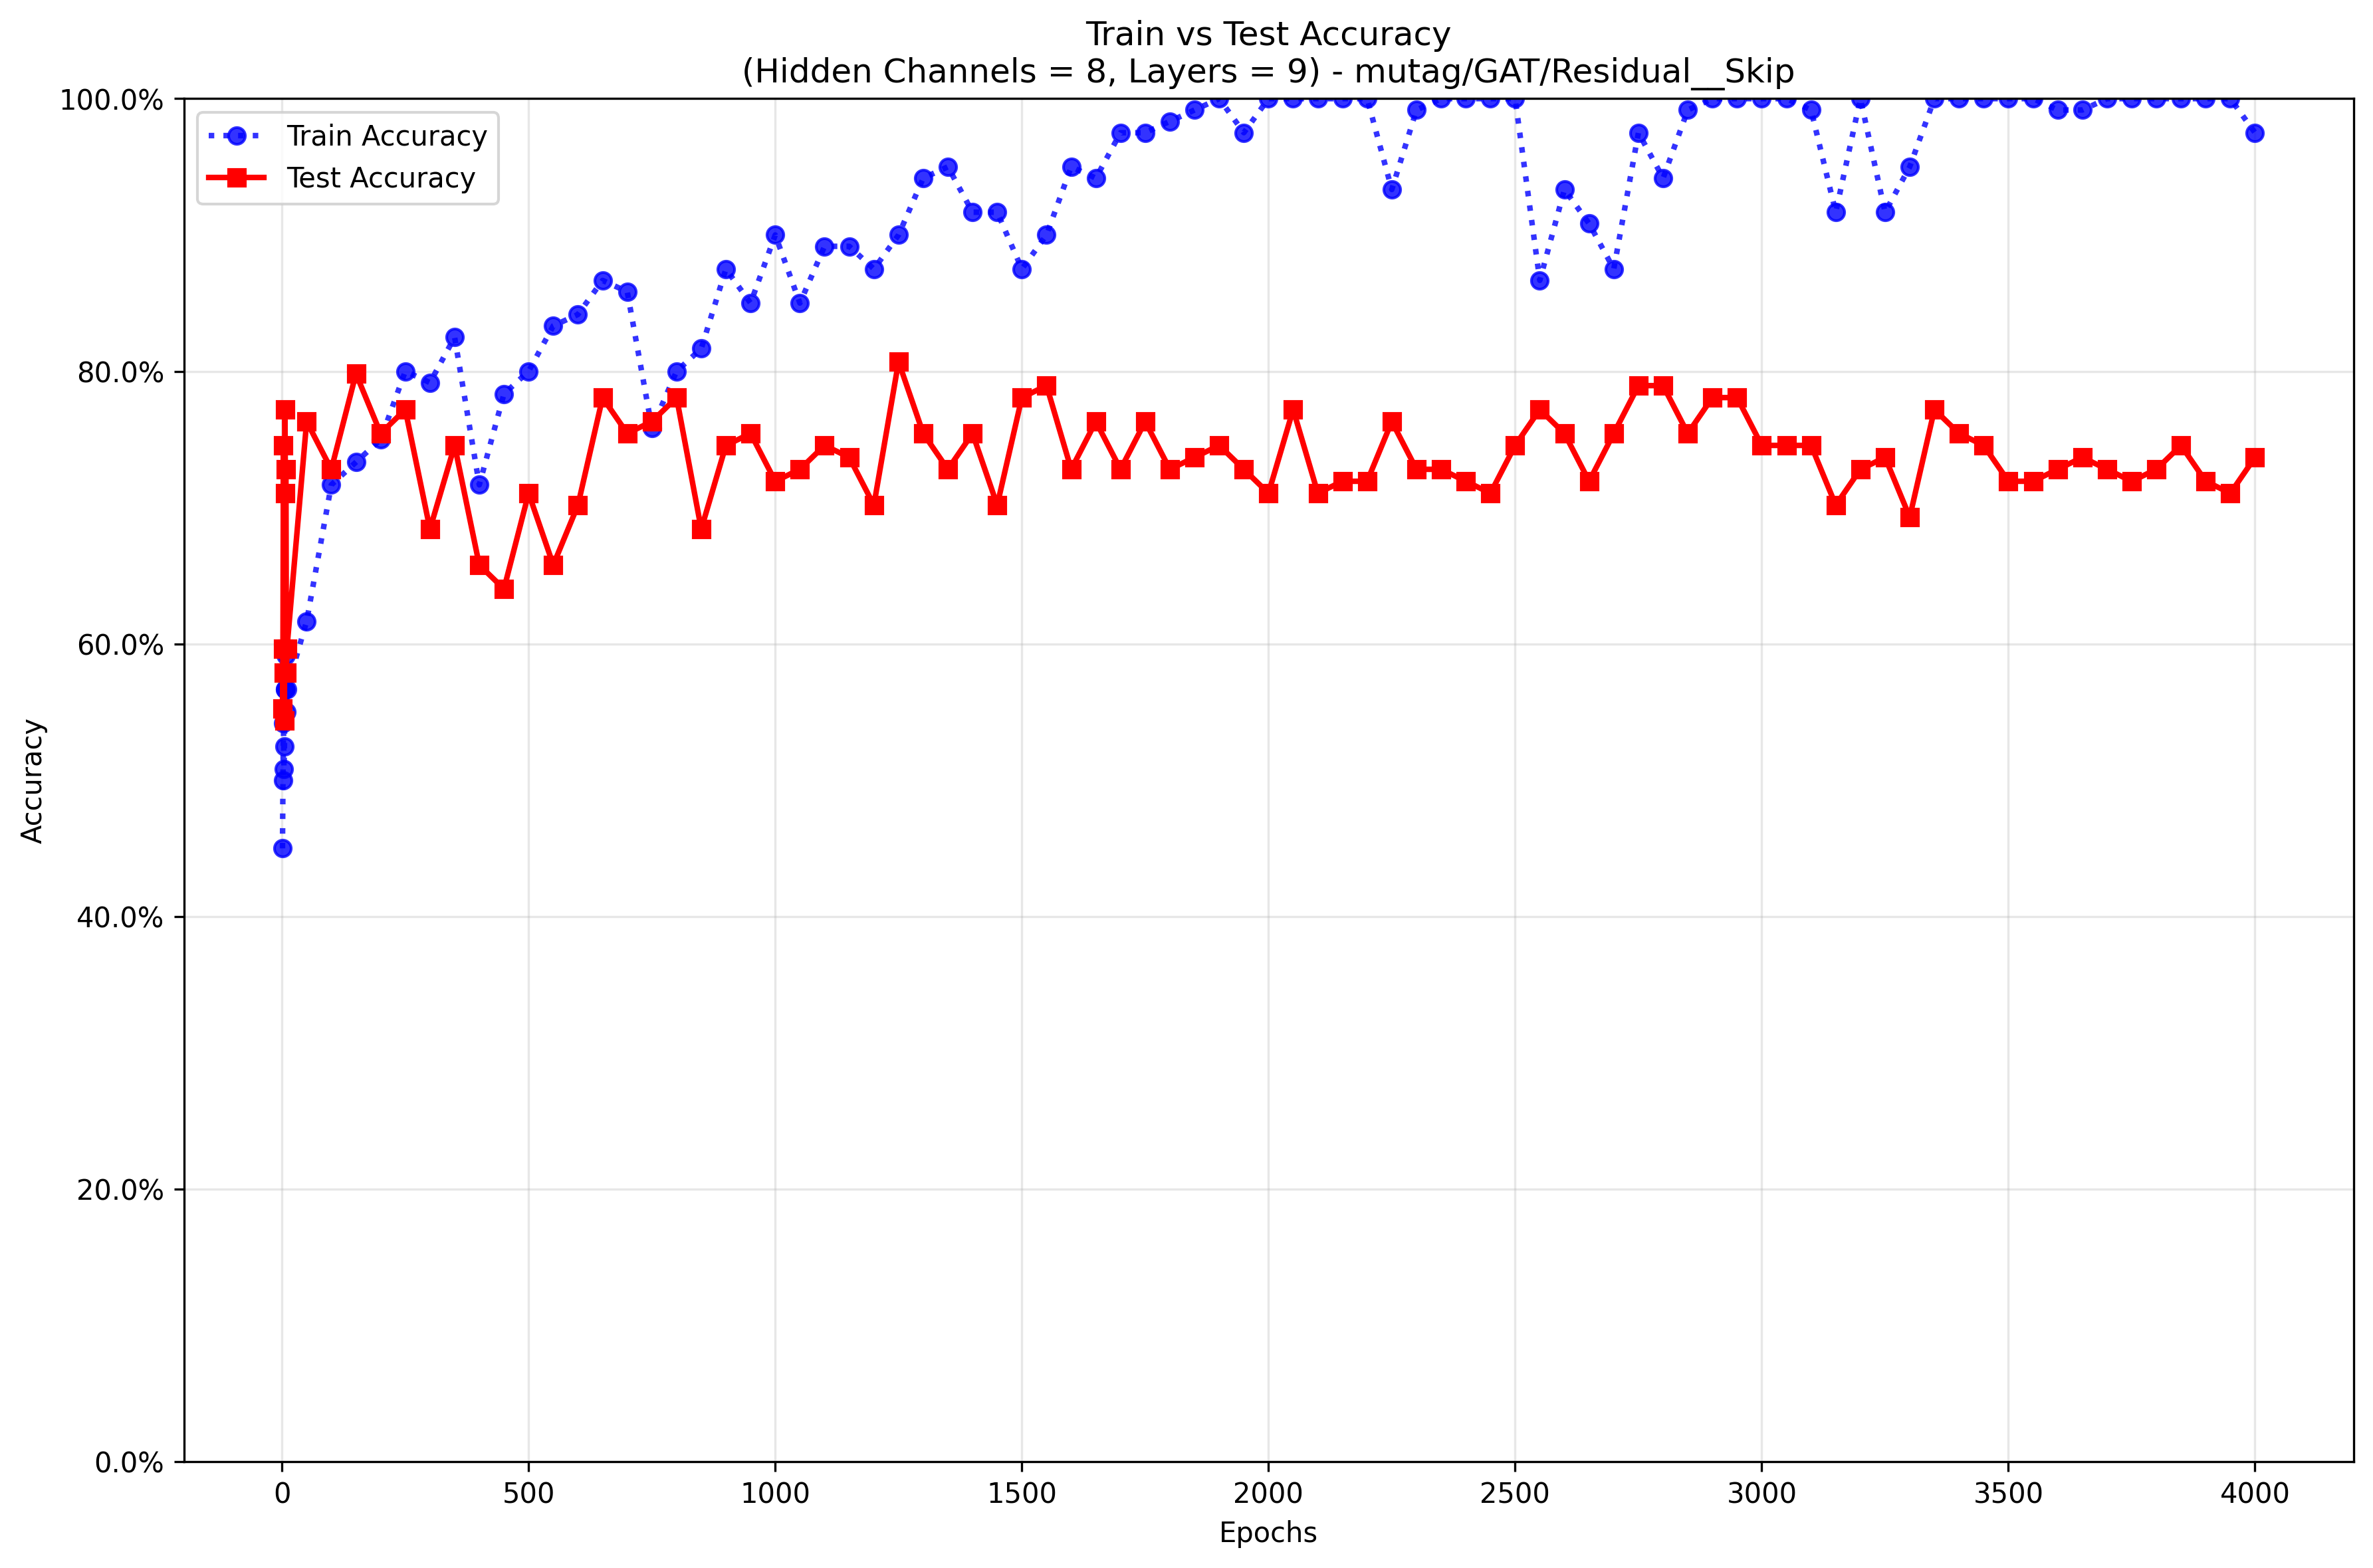 Train vs Test Accuracy
(Hidden Channels = 8, Layers = 9) - mutag/GAT/Residual__Skip
100.0%
80.0%
60.0%
40.0%
20.0%
0.0%
Train Accuracy
Test Accuracy
Accuracy
0 500 1000 1500 2000 2500 3000 3500 4000
Epochs